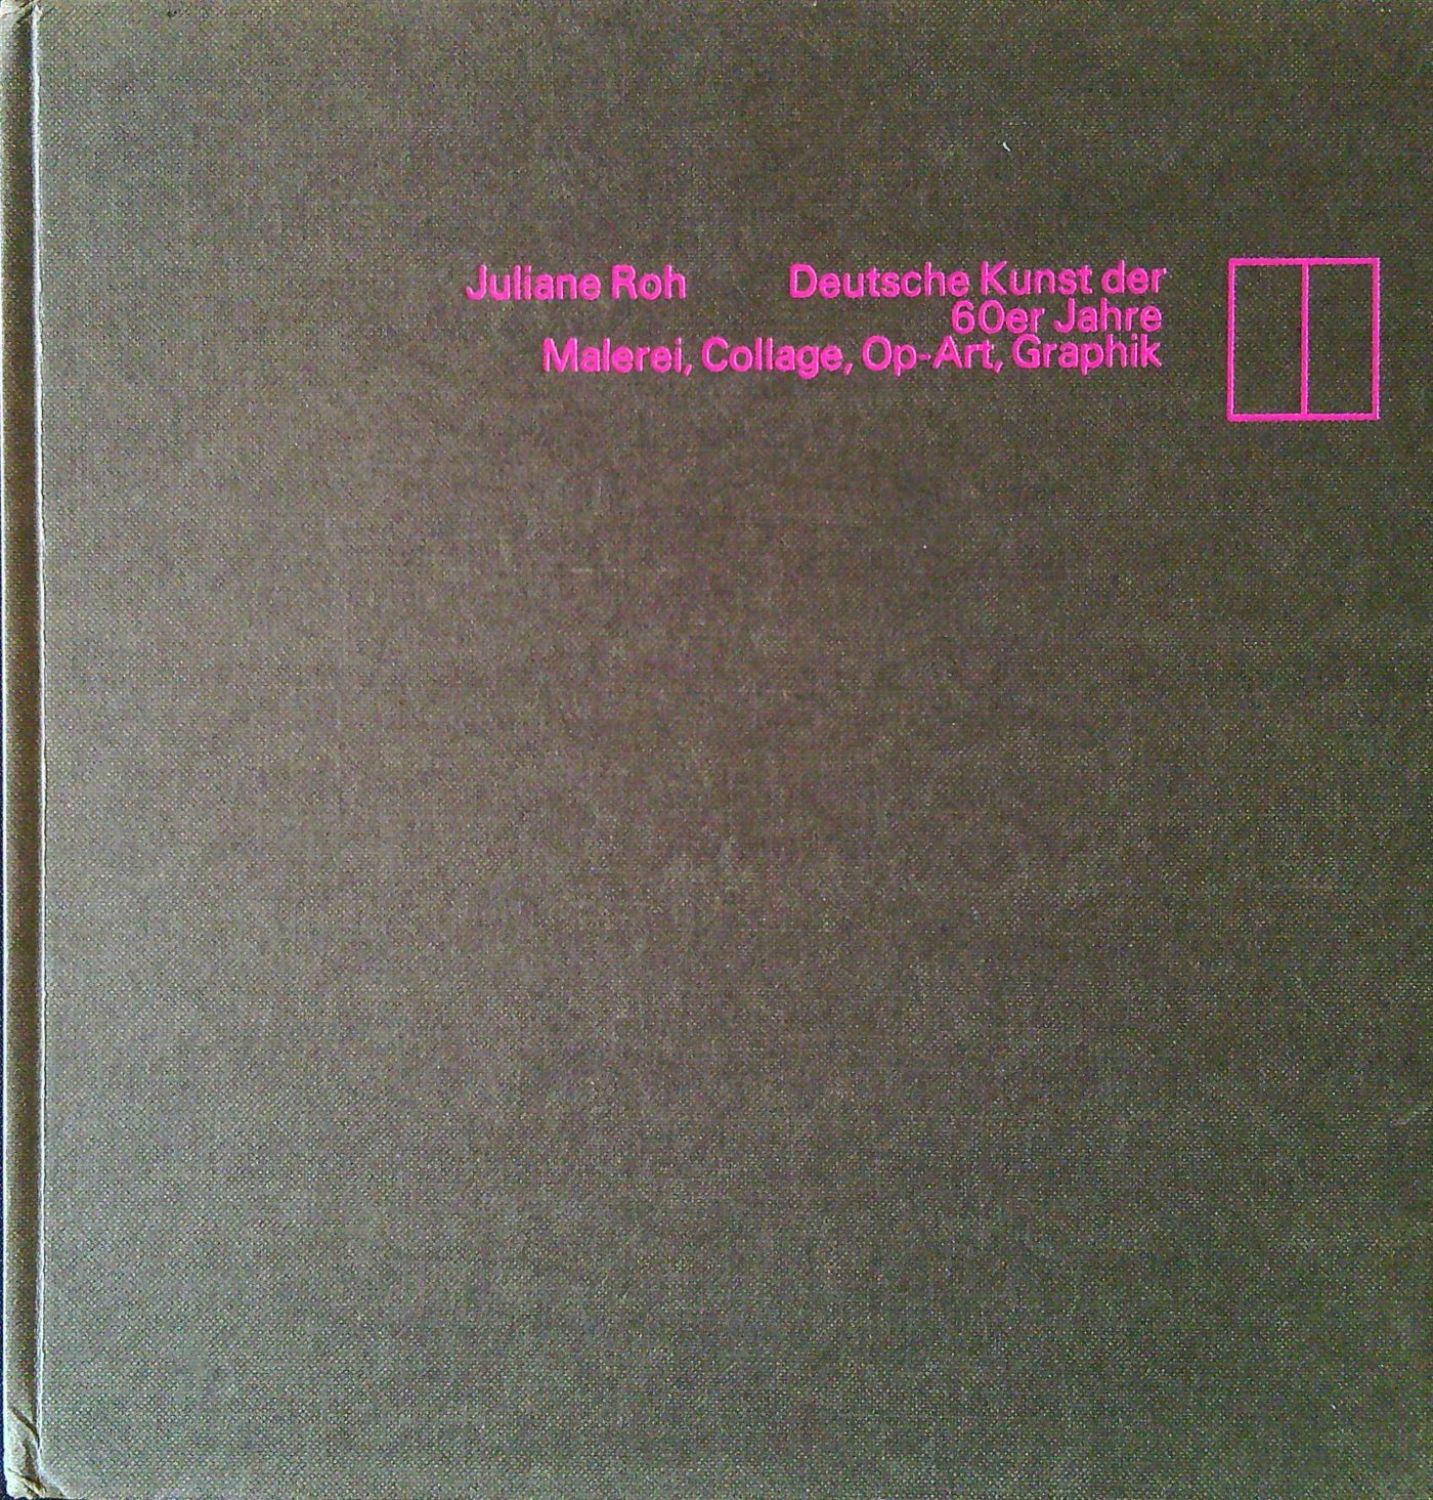 Juliane Roh Deutsche Kunst der
60er Jahre
Malerei, Collage, Op-Art, Graphik